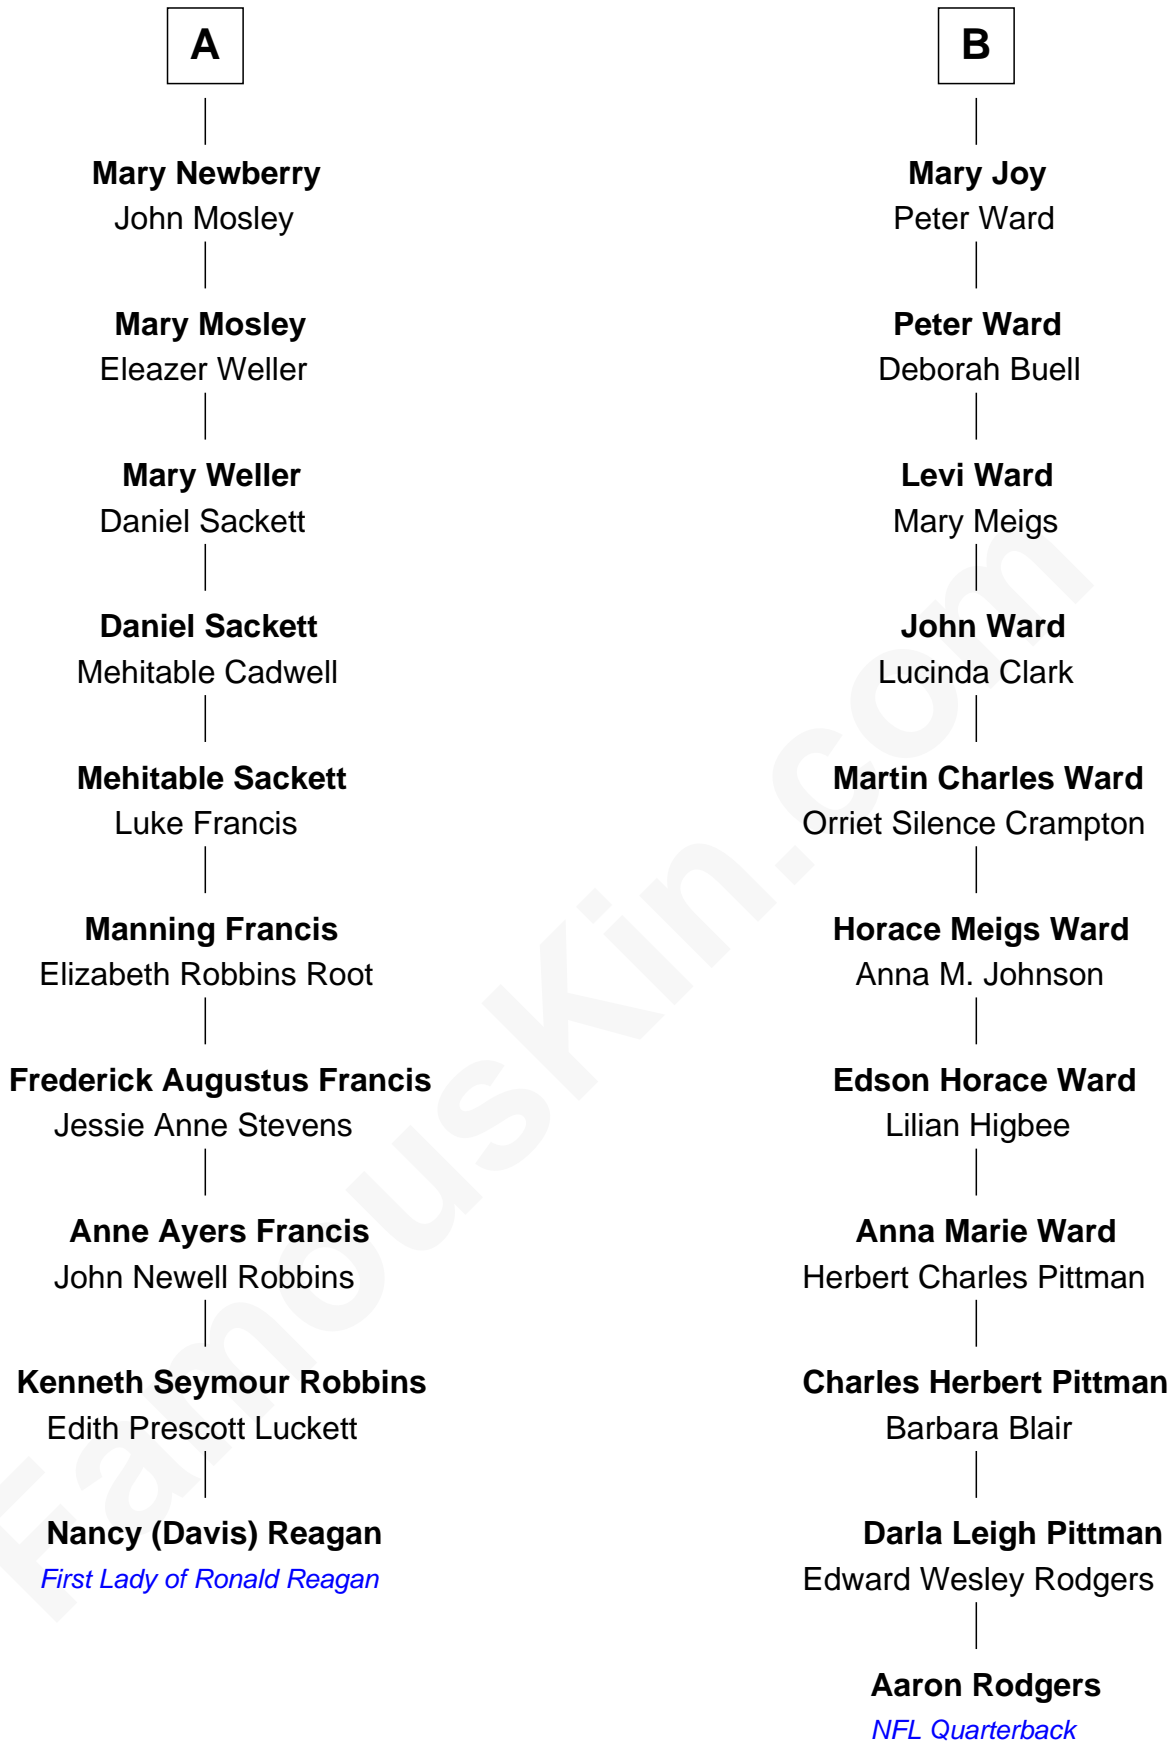 A
Mary Newberry
John Mosley
Mary Mosley
Eleazer Weller
Mary Weller
Daniel Sackett
Daniel Sackett
Mehitable Cadwell
Mehitable Sackett
Luke Francis
Manning Francis
Elizabeth Robbins Root
Frederick Augustus Francis
Jessie Anne Stevens
Anne Ayers Francis
John Newell Robbins
Kenneth Seymour Robbins
Edith Prescott Luckett
Nancy (Davis) Reagan
First Lady of Ronald Reagan
B
Mary Joy
Peter Ward
Peter Ward
Deborah Buell
Levi Ward
Mary Meigs
John Ward
Lucinda Clark
Martin Charles Ward
Orriet Silence Crampton
Horace Meigs Ward
Anna M. Johnson
Edson Horace Ward
Lilian Higbee
Anna Marie Ward
Herbert Charles Pittman
Charles Herbert Pittman
Barbara Blair
Darla Leigh Pittman
Edward Wesley Rodgers
Aaron Rodgers
NFL Quarterback
FamousKin.com